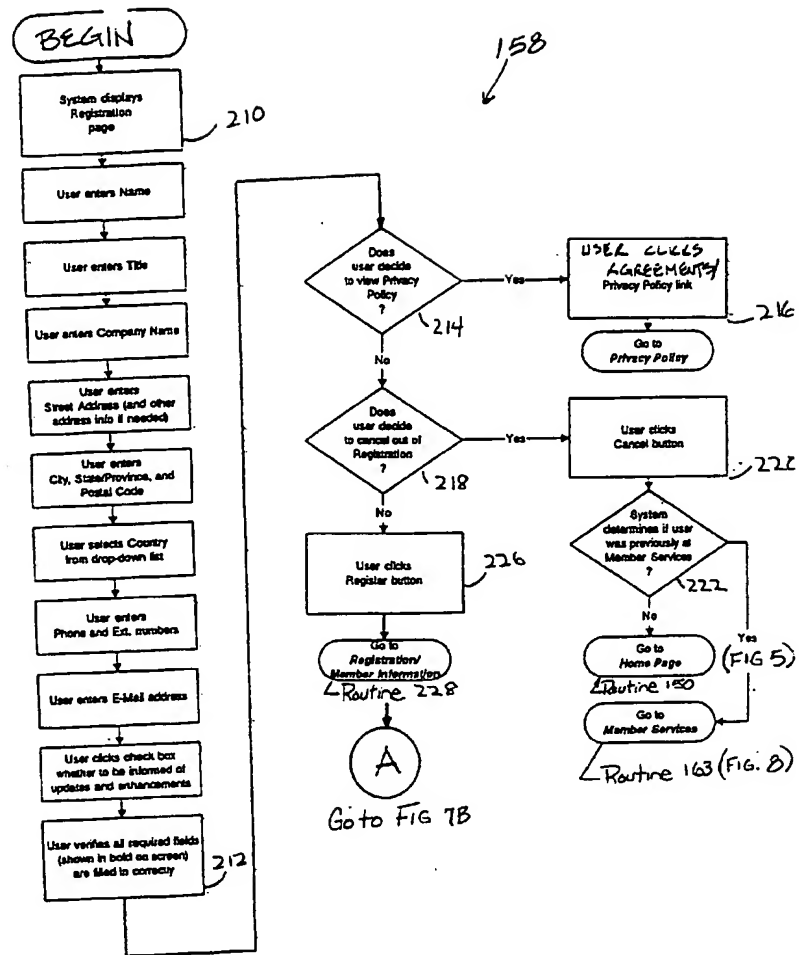 BEGIN
158
System displays
Registration
page
210
User enters Name
User enters Title
User enters Company Name
User enters
Street Address (and other
address info if needed)
User enters
City, State/Province, and
Postal Code
User selects Country
from drop-down list
User enters
Phone and Ext. numbers
User enters E-Mail address
User clicks check box
whether to be informed of
updates and enhancements
User verifies all required fields
(shown in bold on screen)
are filled in correctly
212
Does
user decide
to view Privacy
Policy
?
214
Yes
No
USER CLICKS
AGREEMENTS/
Privacy Policy link
216
Go to
Privacy Policy
Does
user decide
to cancel out of
Registration
?
218
Yes
No
User clicks
Cancel button
222
System
determines if user
was previously at
Member Services
?
222
No
Yes
User clicks
Register button
226
Go to
Registration/
Member Information
Routine 228
A
Go to FIG 7B
Go to
Home Page
(FIG 5)
Routine 150
Go to
Member Services
Routine 163 (FIG. 8)